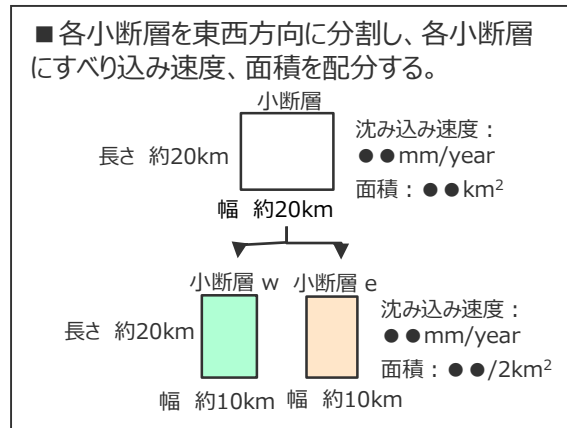 ■各小断層を東西方向に分割し、各小断層
にすべり込み速度、面積を配分する。
小断層
長さ 約20km
沈み込み速度：
●●mm/year
面積：●●km²
幅 約20km
小断層 w 小断層 e
長さ 約20km
沈み込み速度：
●●mm/year
面積：●●/2km²
幅 約10km 幅 約10km